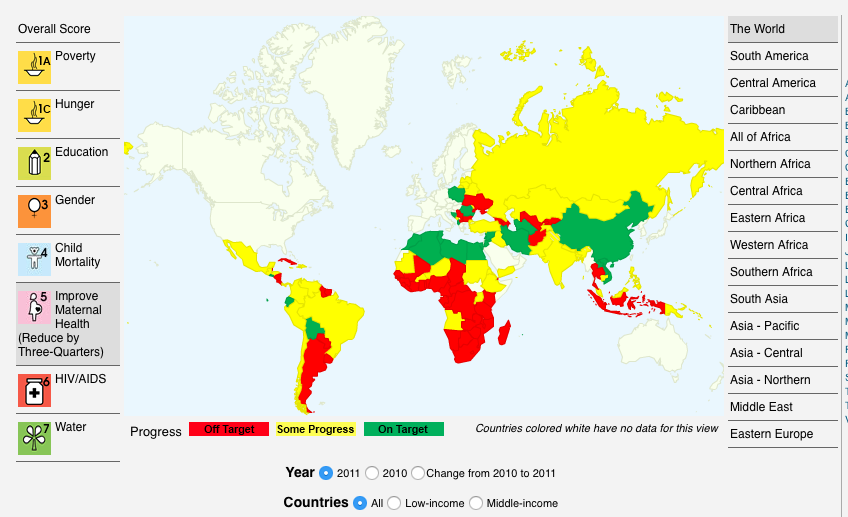 Overall Score
1A Poverty
1C Hunger
2 Education
3 Gender
4 Child
Mortality
5 Improve
Maternal
Health
(Reduce by
Three-Quarters)
6 HIV/AIDS
7 Water
The World
South America
Central America
Caribbean
All of Africa
Northern Africa
Central Africa
Eastern Africa
Western Africa
Southern Africa
South Asia
Asia - Pacific
Asia - Central
Asia - Northern
Middle East
Eastern Europe
Progress Off Target Some Progress On Target Countries colored white have no data for this view
Year 2011 2010 Change from 2010 to 2011
Countries All Low-income Middle-income